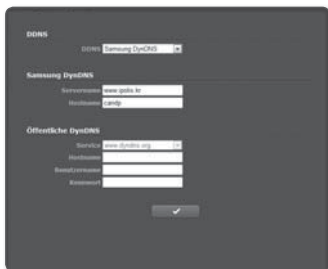 DDNS
DDNS Samsung DynDNS
Samsung DynDNS
Servername www.ipolis.kr
Hostname candp
Öffentliche DynDNS
Service www.dyndns.org
Hostname
Benutzername
Kennwort